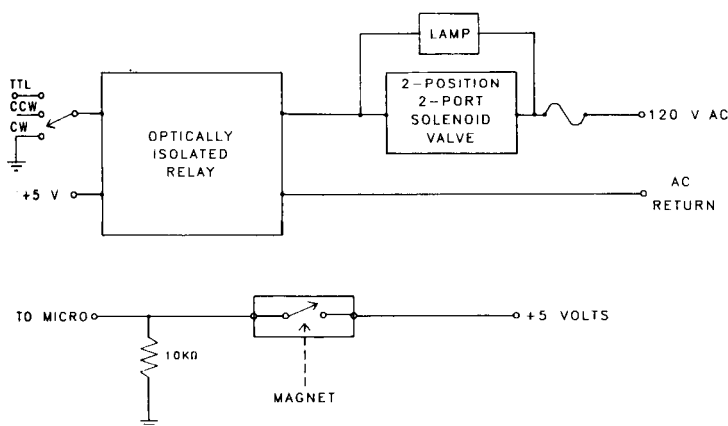 LAMP
TTL
CCW
CW
2-POSITION
2-PORT
SOLENOID
VALVE
120 V AC
OPTICALLY
ISOLATED
RELAY
+5 V
AC
RETURN
TO MICRO
+5 VOLTS
10KΩ
MAGNET